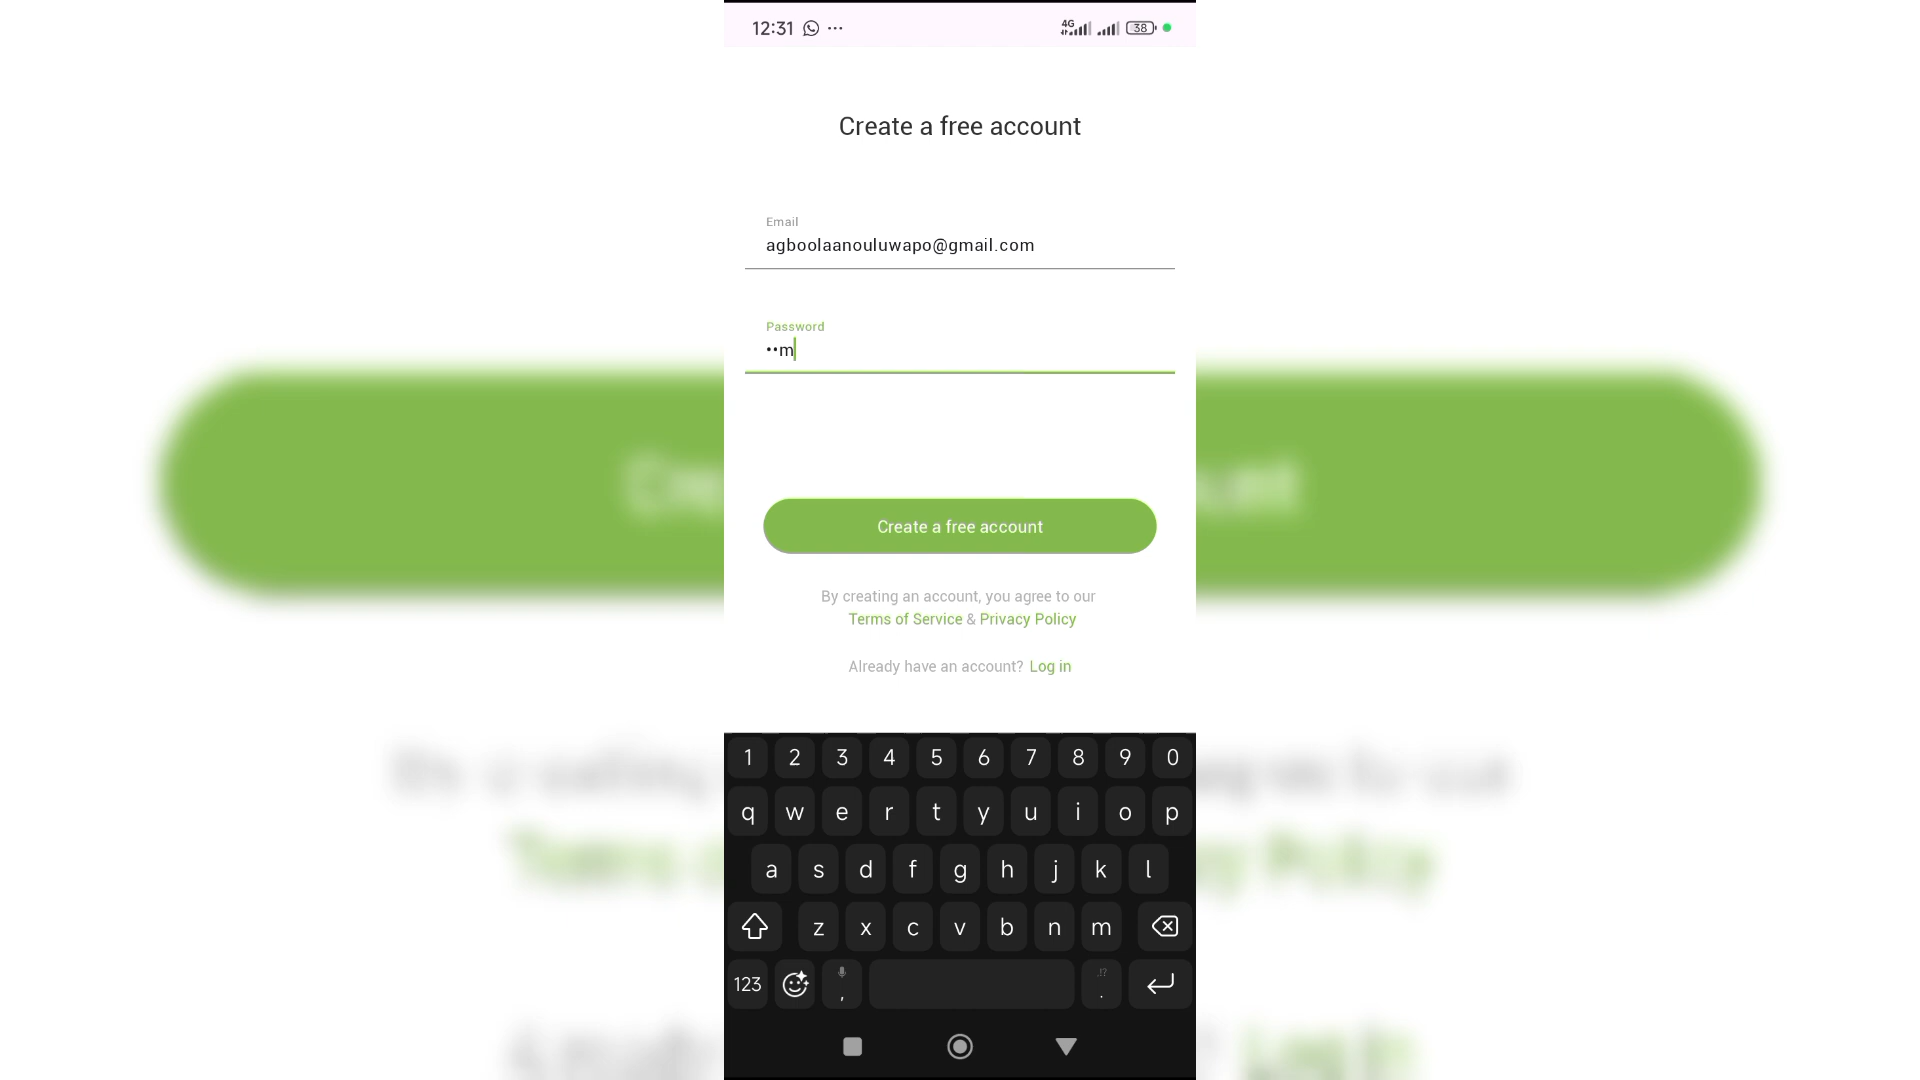 12:31 ... 4G 38
Create a free account
Email
agboolaanouluwapo@gmail.com
Password
••m
Create a free account
By creating an account, you agree to our
Terms of Service & Privacy Policy
Already have an account? Log in
1 2 3 4 5 6 7 8 9 0
q w e r t y u i o p
a s d f g h j k l
z x c v b n m
.!?
123 , .